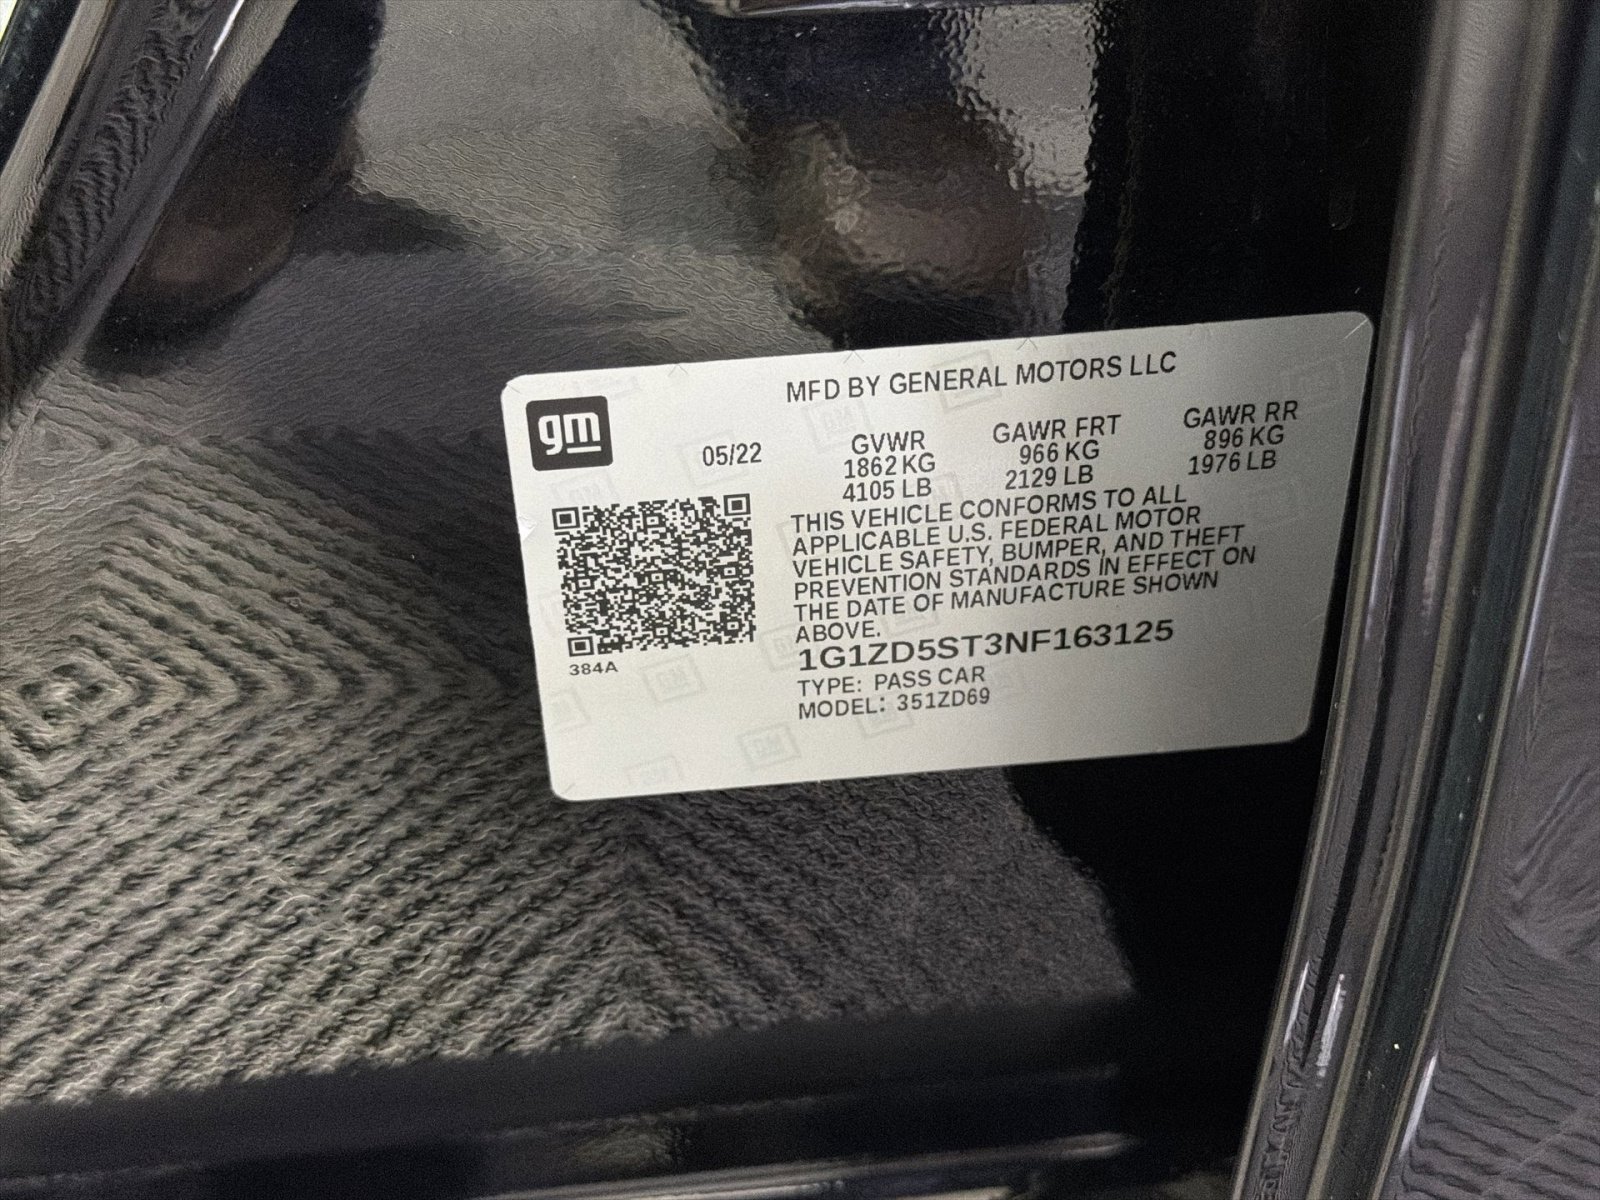 MFD BY GENERAL MOTORS LLC
gm
05/22
GVWR
1862 KG
4105 LB
GAWR FRT
966 KG
2129 LB
GAWR RR
896 KG
1976 LB
THIS VEHICLE CONFORMS TO ALL
APPLICABLE U.S. FEDERAL MOTOR
VEHICLE SAFETY, BUMPER, AND THEFT
PREVENTION STANDARDS IN EFFECT ON
THE DATE OF MANUFACTURE SHOWN
ABOVE.
1G1ZD5ST3NF163125
TYPE: PASS CAR
MODEL: 351ZD69
384A